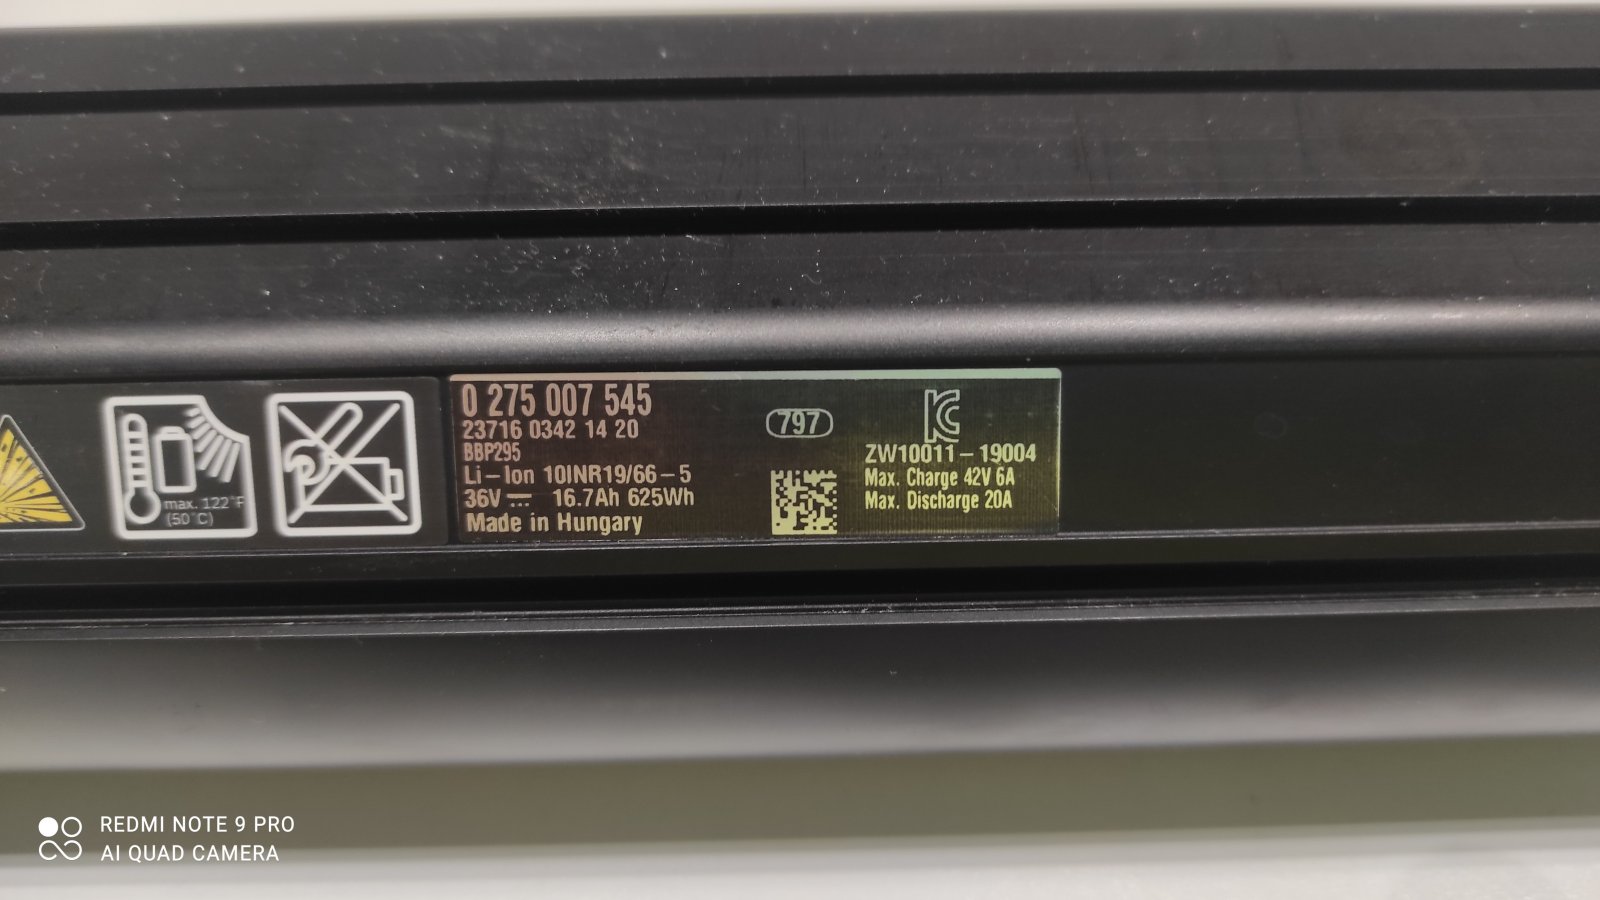 max. 122°F
(50°C)
0 275 007 545
23716 0342 14 20
BBP295
Li-Ion 10INR19/66-5
36V ⎓ 16.7Ah 625Wh
Made in Hungary
797
KC
ZW10011-19004
Max. Charge 42V 6A
Max. Discharge 20A
REDMI NOTE 9 PRO
AI QUAD CAMERA